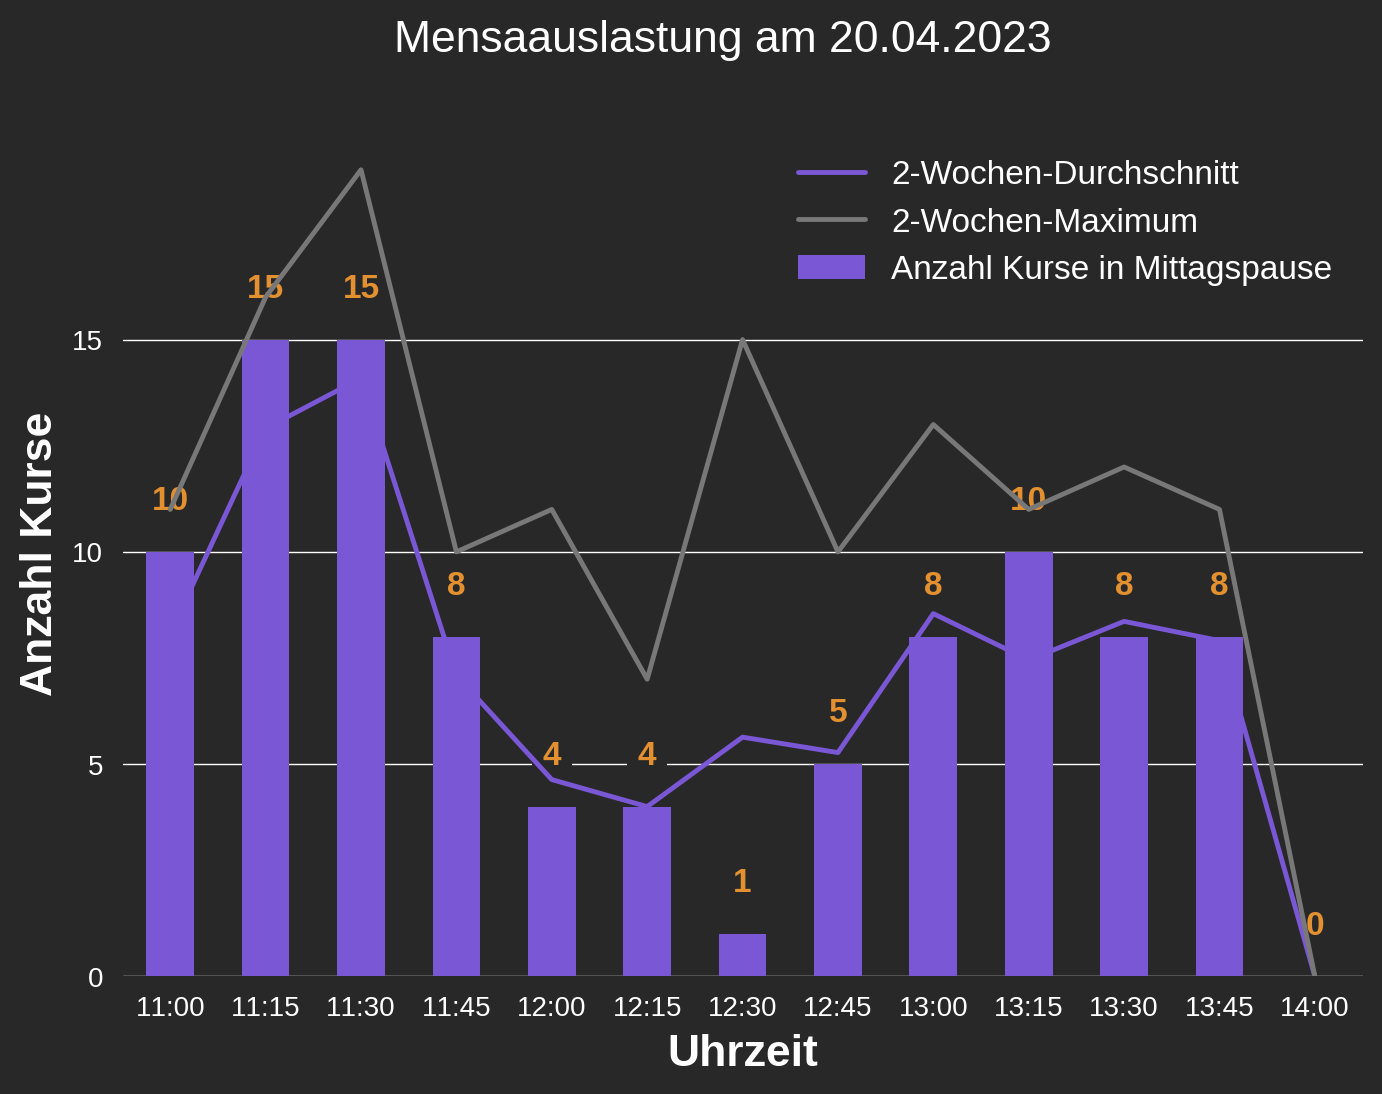 Mensaauslastung am 20.04.2023
2-Wochen-Durchschnitt
2-Wochen-Maximum
Anzahl Kurse in Mittagspause
Anzahl Kurse
15
10
5
0
10
15
15
8
4
4
1
5
8
10
8
8
0
11:00 11:15 11:30 11:45 12:00 12:15 12:30 12:45 13:00 13:15 13:30 13:45 14:00
Uhrzeit